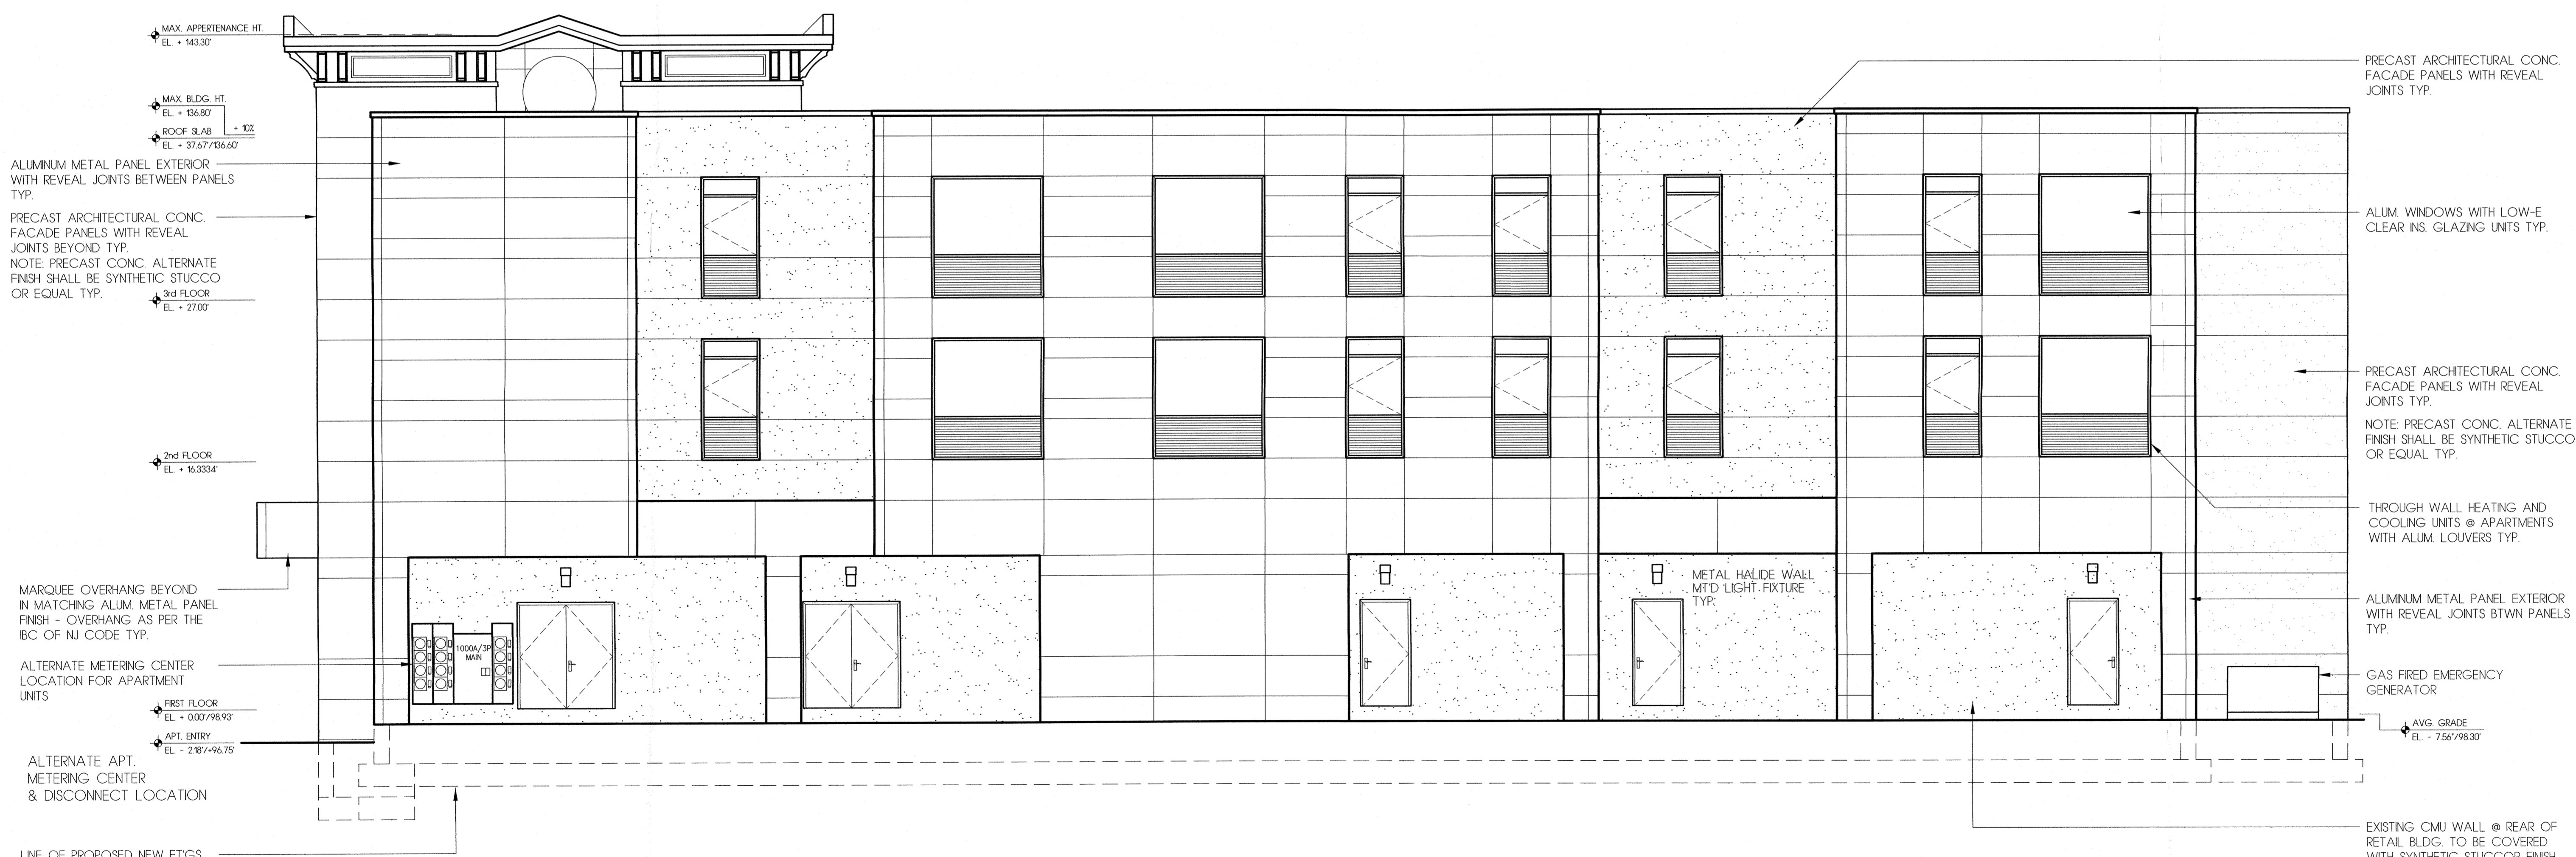 MAX. APPERTENANCE HT.
EL. + 143.30'
MAX. BLDG. HT.
EL. + 136.80'
+ 10%
ROOF SLAB
EL. + 37.67'/136.60'
ALUMINUM METAL PANEL EXTERIOR
WITH REVEAL JOINTS BETWEEN PANELS
TYP.
PRECAST ARCHITECTURAL CONC.
FACADE PANELS WITH REVEAL
JOINTS BEYOND TYP.
NOTE: PRECAST CONC. ALTERNATE
FINISH SHALL BE SYNTHETIC STUCCO
OR EQUAL TYP.
3rd FLOOR
EL. + 27.00'
2nd FLOOR
EL. + 16.3334'
MARQUEE OVERHANG BEYOND
IN MATCHING ALUM. METAL PANEL
FINISH - OVERHANG AS PER THE
IBC OF NJ CODE TYP.
ALTERNATE METERING CENTER
LOCATION FOR APARTMENT
UNITS
FIRST FLOOR
EL. + 0.00'/98.93'
APT. ENTRY
EL. - 2.18'/+96.75'
ALTERNATE APT.
METERING CENTER
& DISCONNECT LOCATION
LINE OF PROPOSED NEW FT'GS
1000A/3P
MAIN
METAL HALIDE WALL
MT'D LIGHT FIXTURE
TYP.
PRECAST ARCHITECTURAL CONC.
FACADE PANELS WITH REVEAL
JOINTS TYP.
ALUM. WINDOWS WITH LOW-E
CLEAR INS. GLAZING UNITS TYP.
PRECAST ARCHITECTURAL CONC.
FACADE PANELS WITH REVEAL
JOINTS TYP.
NOTE: PRECAST CONC. ALTERNATE
FINISH SHALL BE SYNTHETIC STUCCO
OR EQUAL TYP.
THROUGH WALL HEATING AND
COOLING UNITS @ APARTMENTS
WITH ALUM. LOUVERS TYP.
ALUMINUM METAL PANEL EXTERIOR
WITH REVEAL JOINTS BTWN PANELS
TYP.
GAS FIRED EMERGENCY
GENERATOR
AVG. GRADE
EL. - 7.56"/98.30'
EXISTING CMU WALL @ REAR OF
RETAIL BLDG. TO BE COVERED
WITH SYNTHETIC STUCCOR FINISH